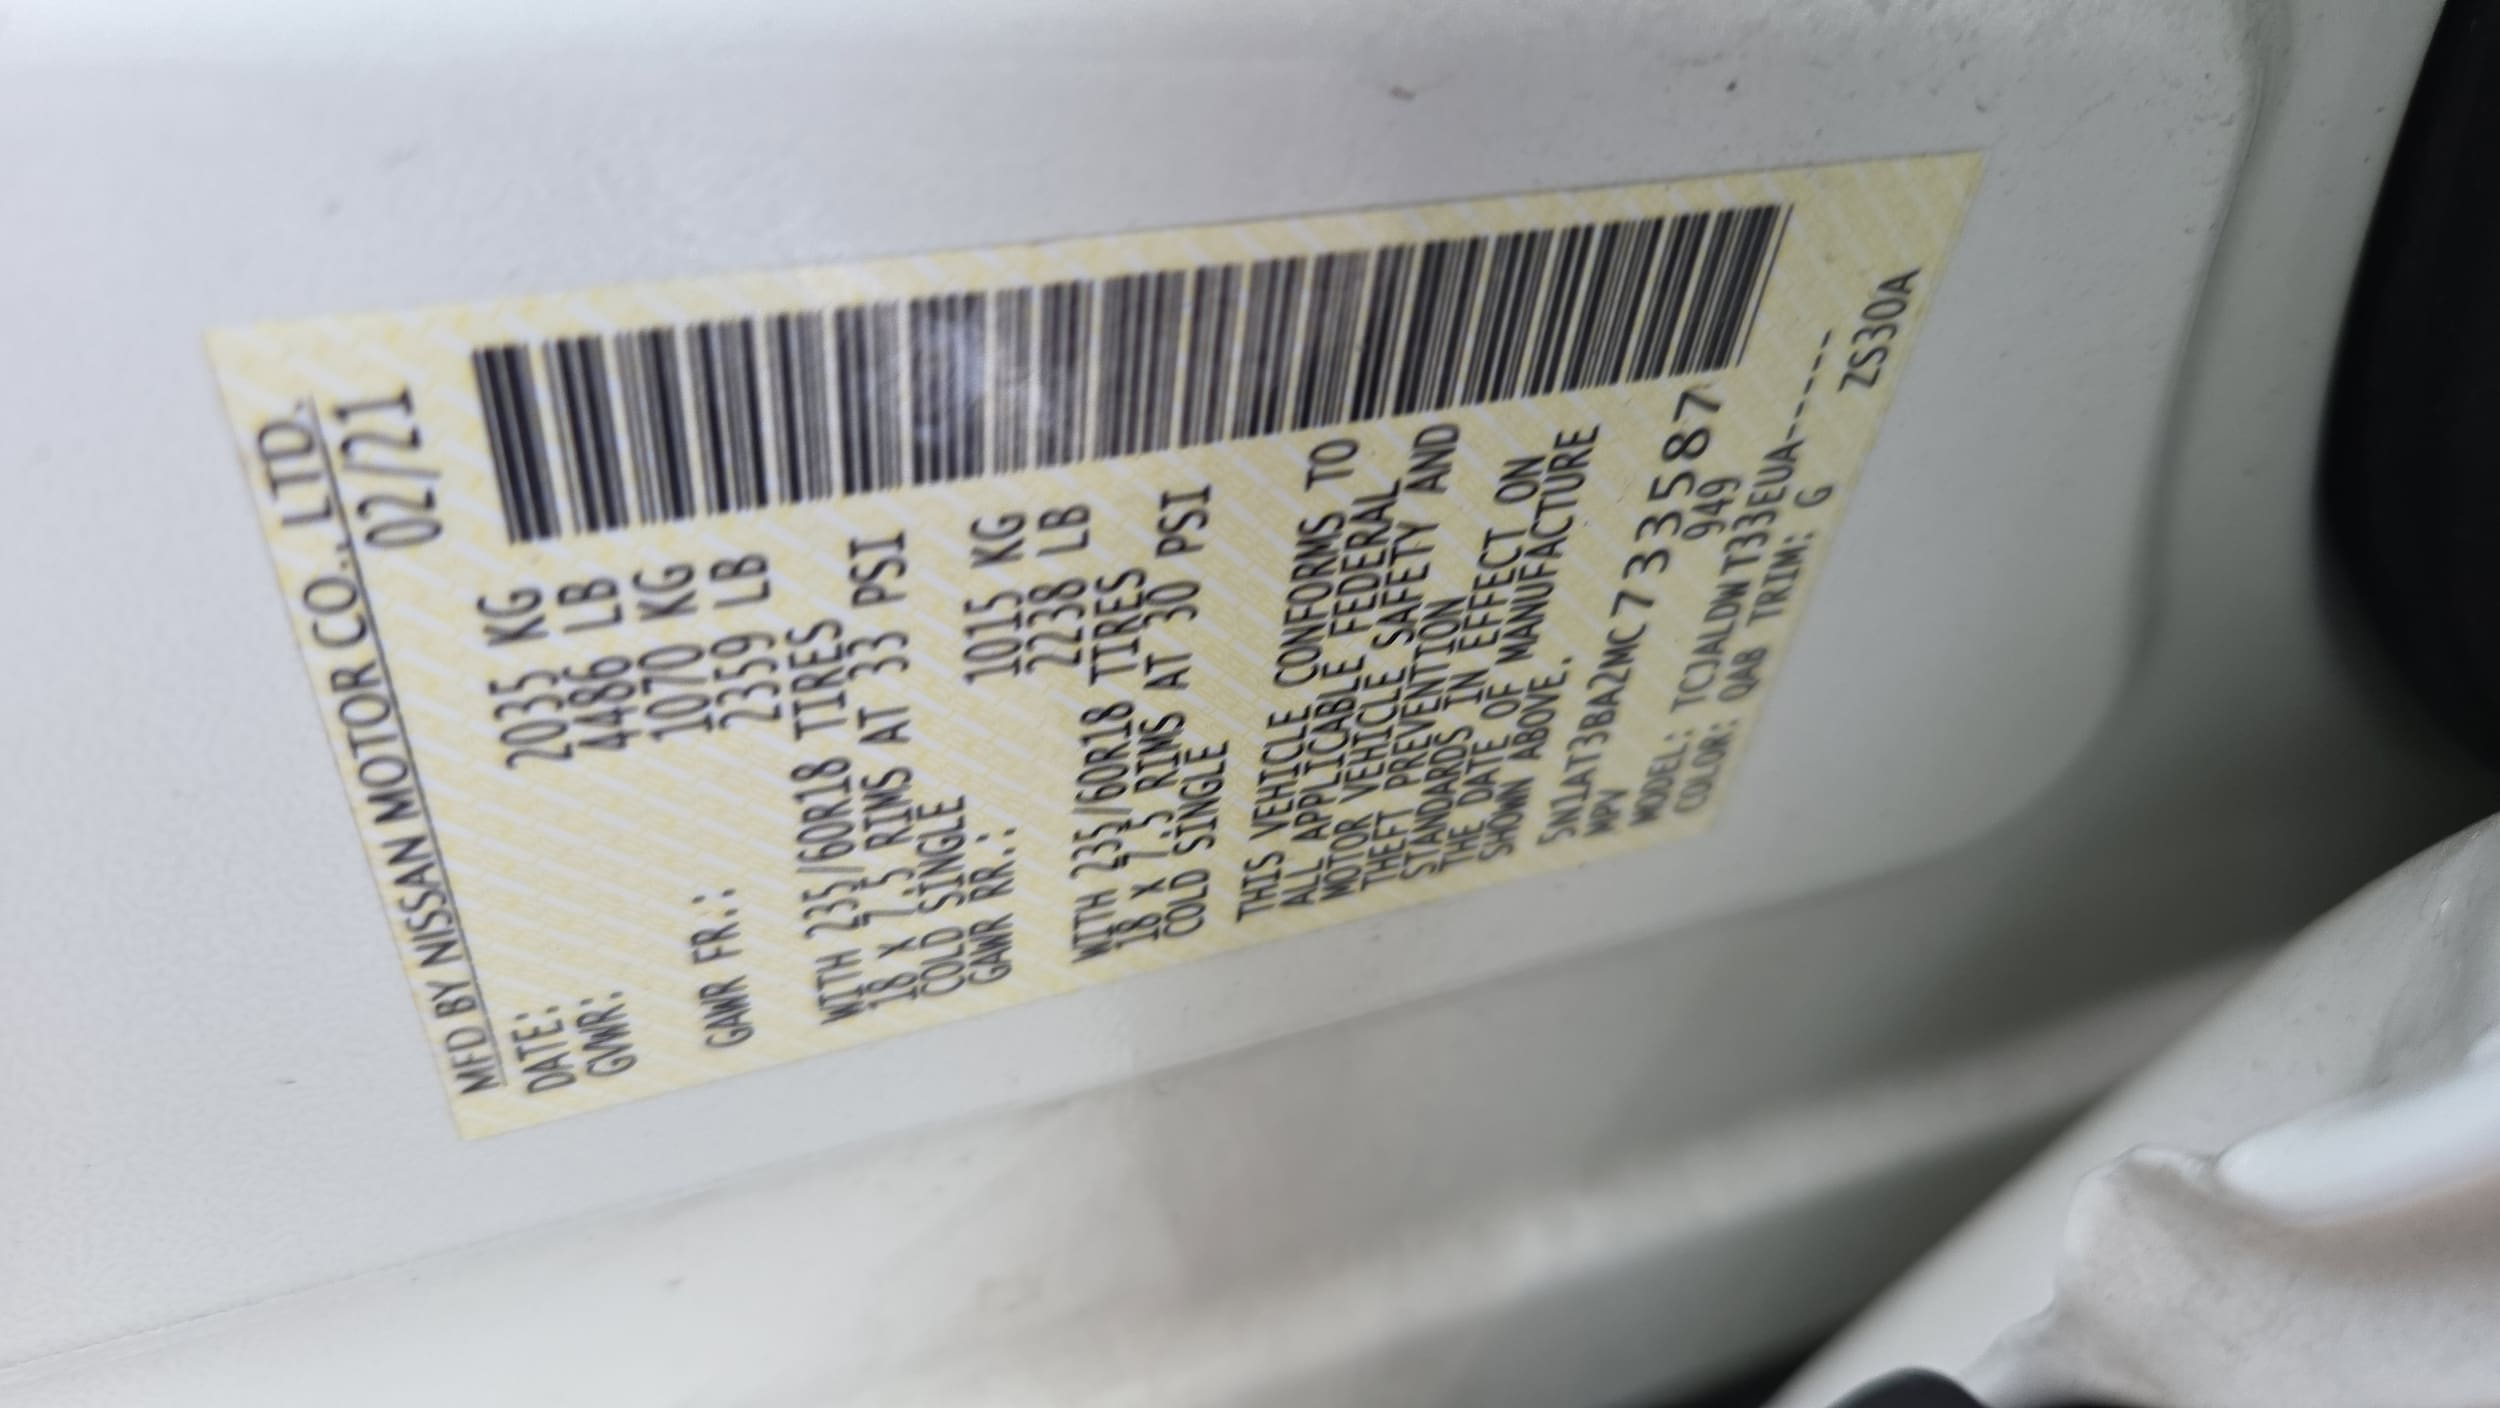 MFD BY NISSAN MOTOR CO., LTD.
DATE: 02/21
GVWR: 2035 KG
4486 LB
GAWR FR.: 1070 KG
2359 LB
WITH 235/60R18 TIRES
18 X 7.5 RIMS AT 33 PSI
COLD SINGLE
GAWR RR.: 1015 KG
2238 LB
WITH 235/60R18 TIRES
18 X 7.5 RIMS AT 30 PSI
COLD SINGLE
THIS VEHICLE CONFORMS TO
ALL APPLICABLE FEDERAL
MOTOR VEHICLE SAFETY AND
THEFT PREVENTION
STANDARDS IN EFFECT ON
THE DATE OF MANUFACTURE
SHOWN ABOVE.
5N1AT3BA2MC733587
MPV 949
MODEL: TCJALDWT33EUA------
COLOR: QAB TRIM: G
ZS30A